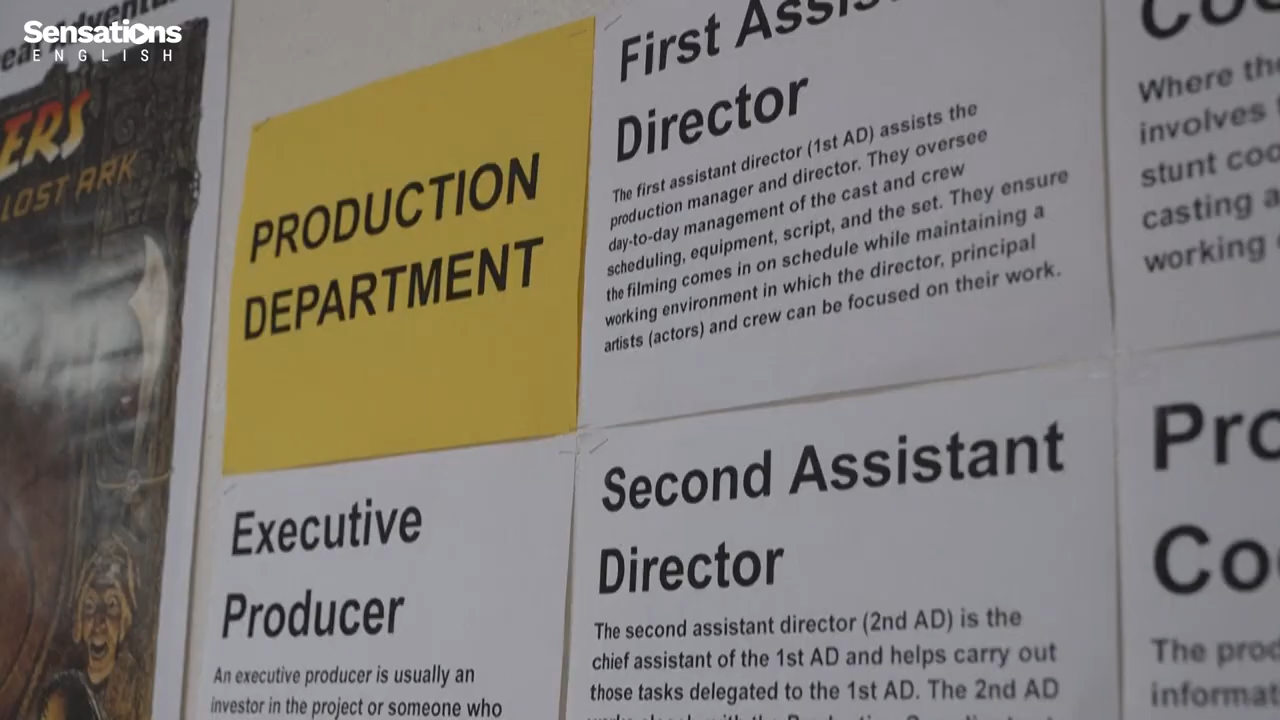 Sensations
ENGLISH
ERS
LOST ARK
PRODUCTION
DEPARTMENT
Executive
Producer
An executive producer is usually an
investor in the project or someone who
First
Director
The first assistant director (1st AD) assists the
production manager and director. They oversee
day-to-day management of the cast and crew
scheduling, equipment, script, and the set. They ensure
the filming comes in on schedule while maintaining a
working environment in which the director, principal
artists (actors) and crew can be focused on their work.
Second Assistant
Director
The second assistant director (2nd AD) is the
chief assistant of the 1st AD and helps carry out
those tasks delegated to the 1st AD. The 2nd AD
Where
involves
stunt
casting
working
Pro
Co
The